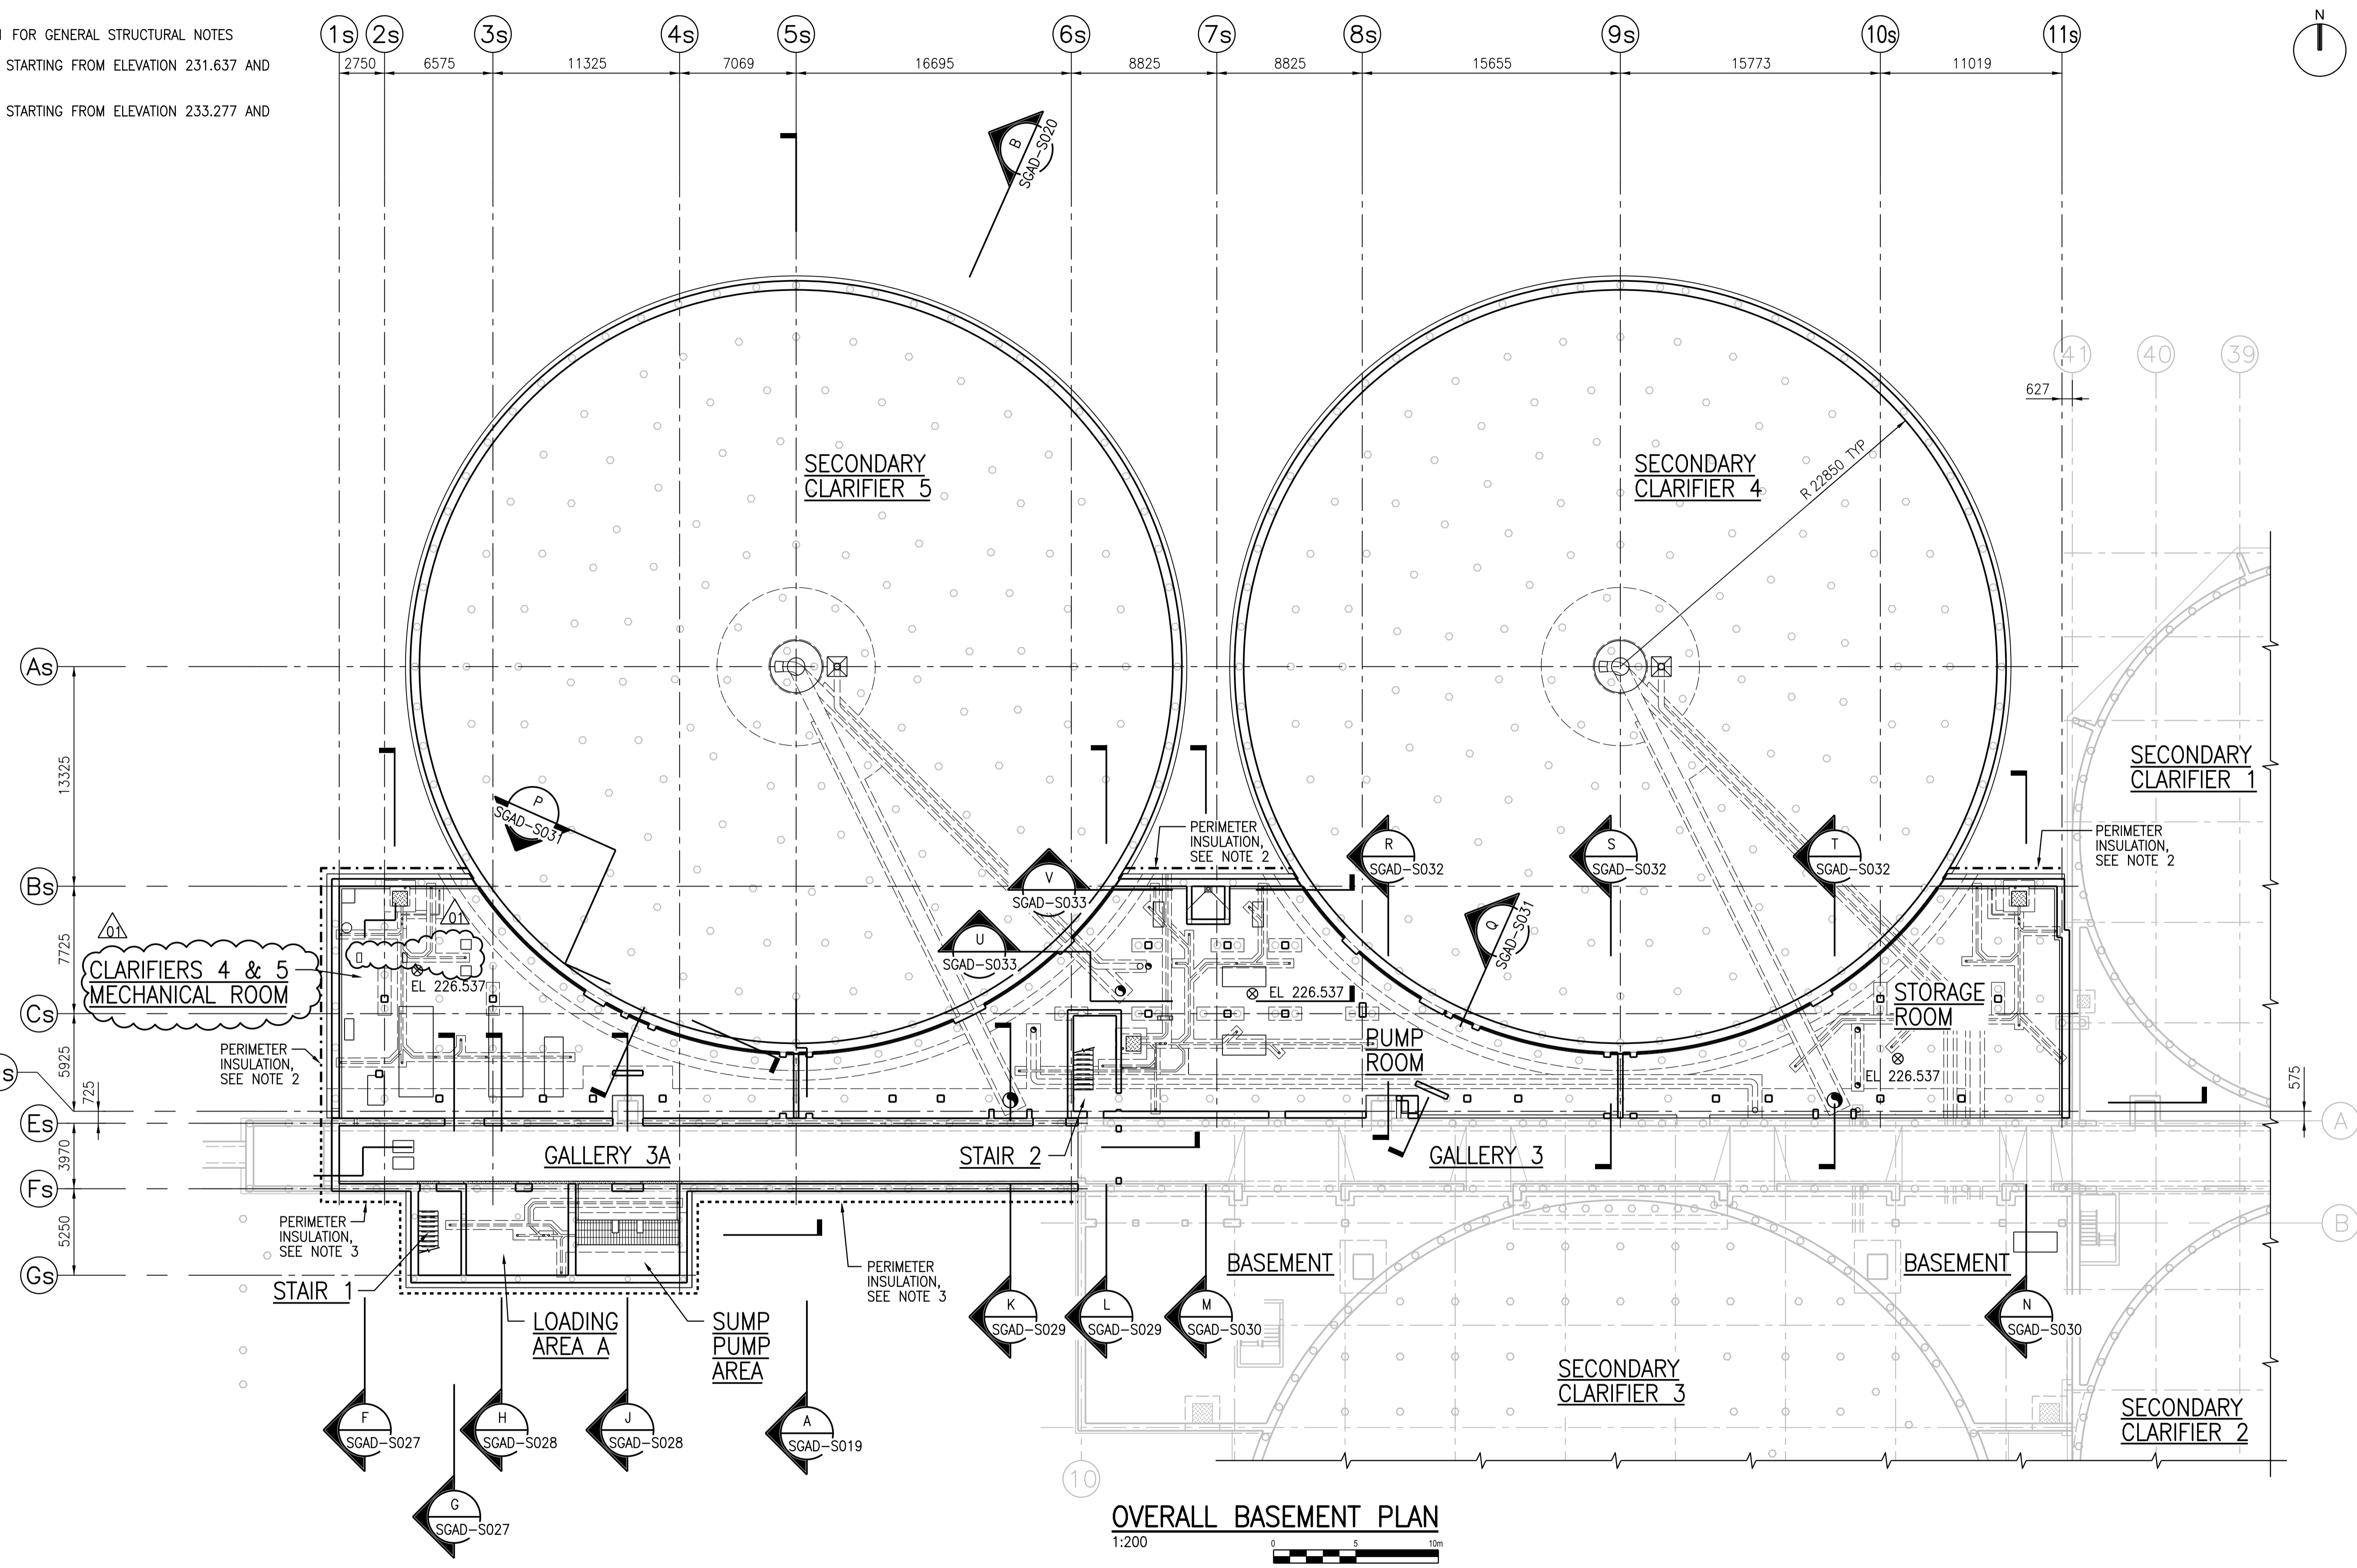 FOR GENERAL STRUCTURAL NOTES
STARTING FROM ELEVATION 231.637 AND
STARTING FROM ELEVATION 233.277 AND
1s
2s
3s
4s
5s
6s
7s
8s
9s
10s
11s
N
2750
6575
11325
7069
16695
8825
8825
15655
15773
11019
B
SGAD-S020
41
40
39
627
SECONDARY
CLARIFIER 5
SECONDARY
CLARIFIER 4
R 22850 TYP
As
13325
SECONDARY
CLARIFIER 1
P
SGAD-S031
PERIMETER
INSULATION,
SEE NOTE 2
R
SGAD-S032
S
SGAD-S032
T
SGAD-S032
PERIMETER
INSULATION,
SEE NOTE 2
Bs
V
SGAD-S033
Q
SGAD-S031
01
01
7725
CLARIFIERS 4 & 5
MECHANICAL ROOM
EL 226.537
U
SGAD-S033
EL 226.537
STORAGE
ROOM
Cs
PUMP
ROOM
PERIMETER
INSULATION,
SEE NOTE 2
5925
s
EL 226.537
725
575
Es
A
3970
GALLERY 3A
STAIR 2
GALLERY 3
Fs
5250
PERIMETER
INSULATION,
SEE NOTE 3
B
PERIMETER
INSULATION,
SEE NOTE 3
BASEMENT
BASEMENT
Gs
STAIR 1
LOADING
AREA A
SUMP
PUMP
AREA
K
SGAD-S029
L
SGAD-S029
M
SGAD-S030
N
SGAD-S030
SECONDARY
CLARIFIER 3
SECONDARY
CLARIFIER 2
F
SGAD-S027
H
SGAD-S028
J
SGAD-S028
A
SGAD-S019
10
G
SGAD-S027
OVERALL BASEMENT PLAN
1:200
0
5
10m